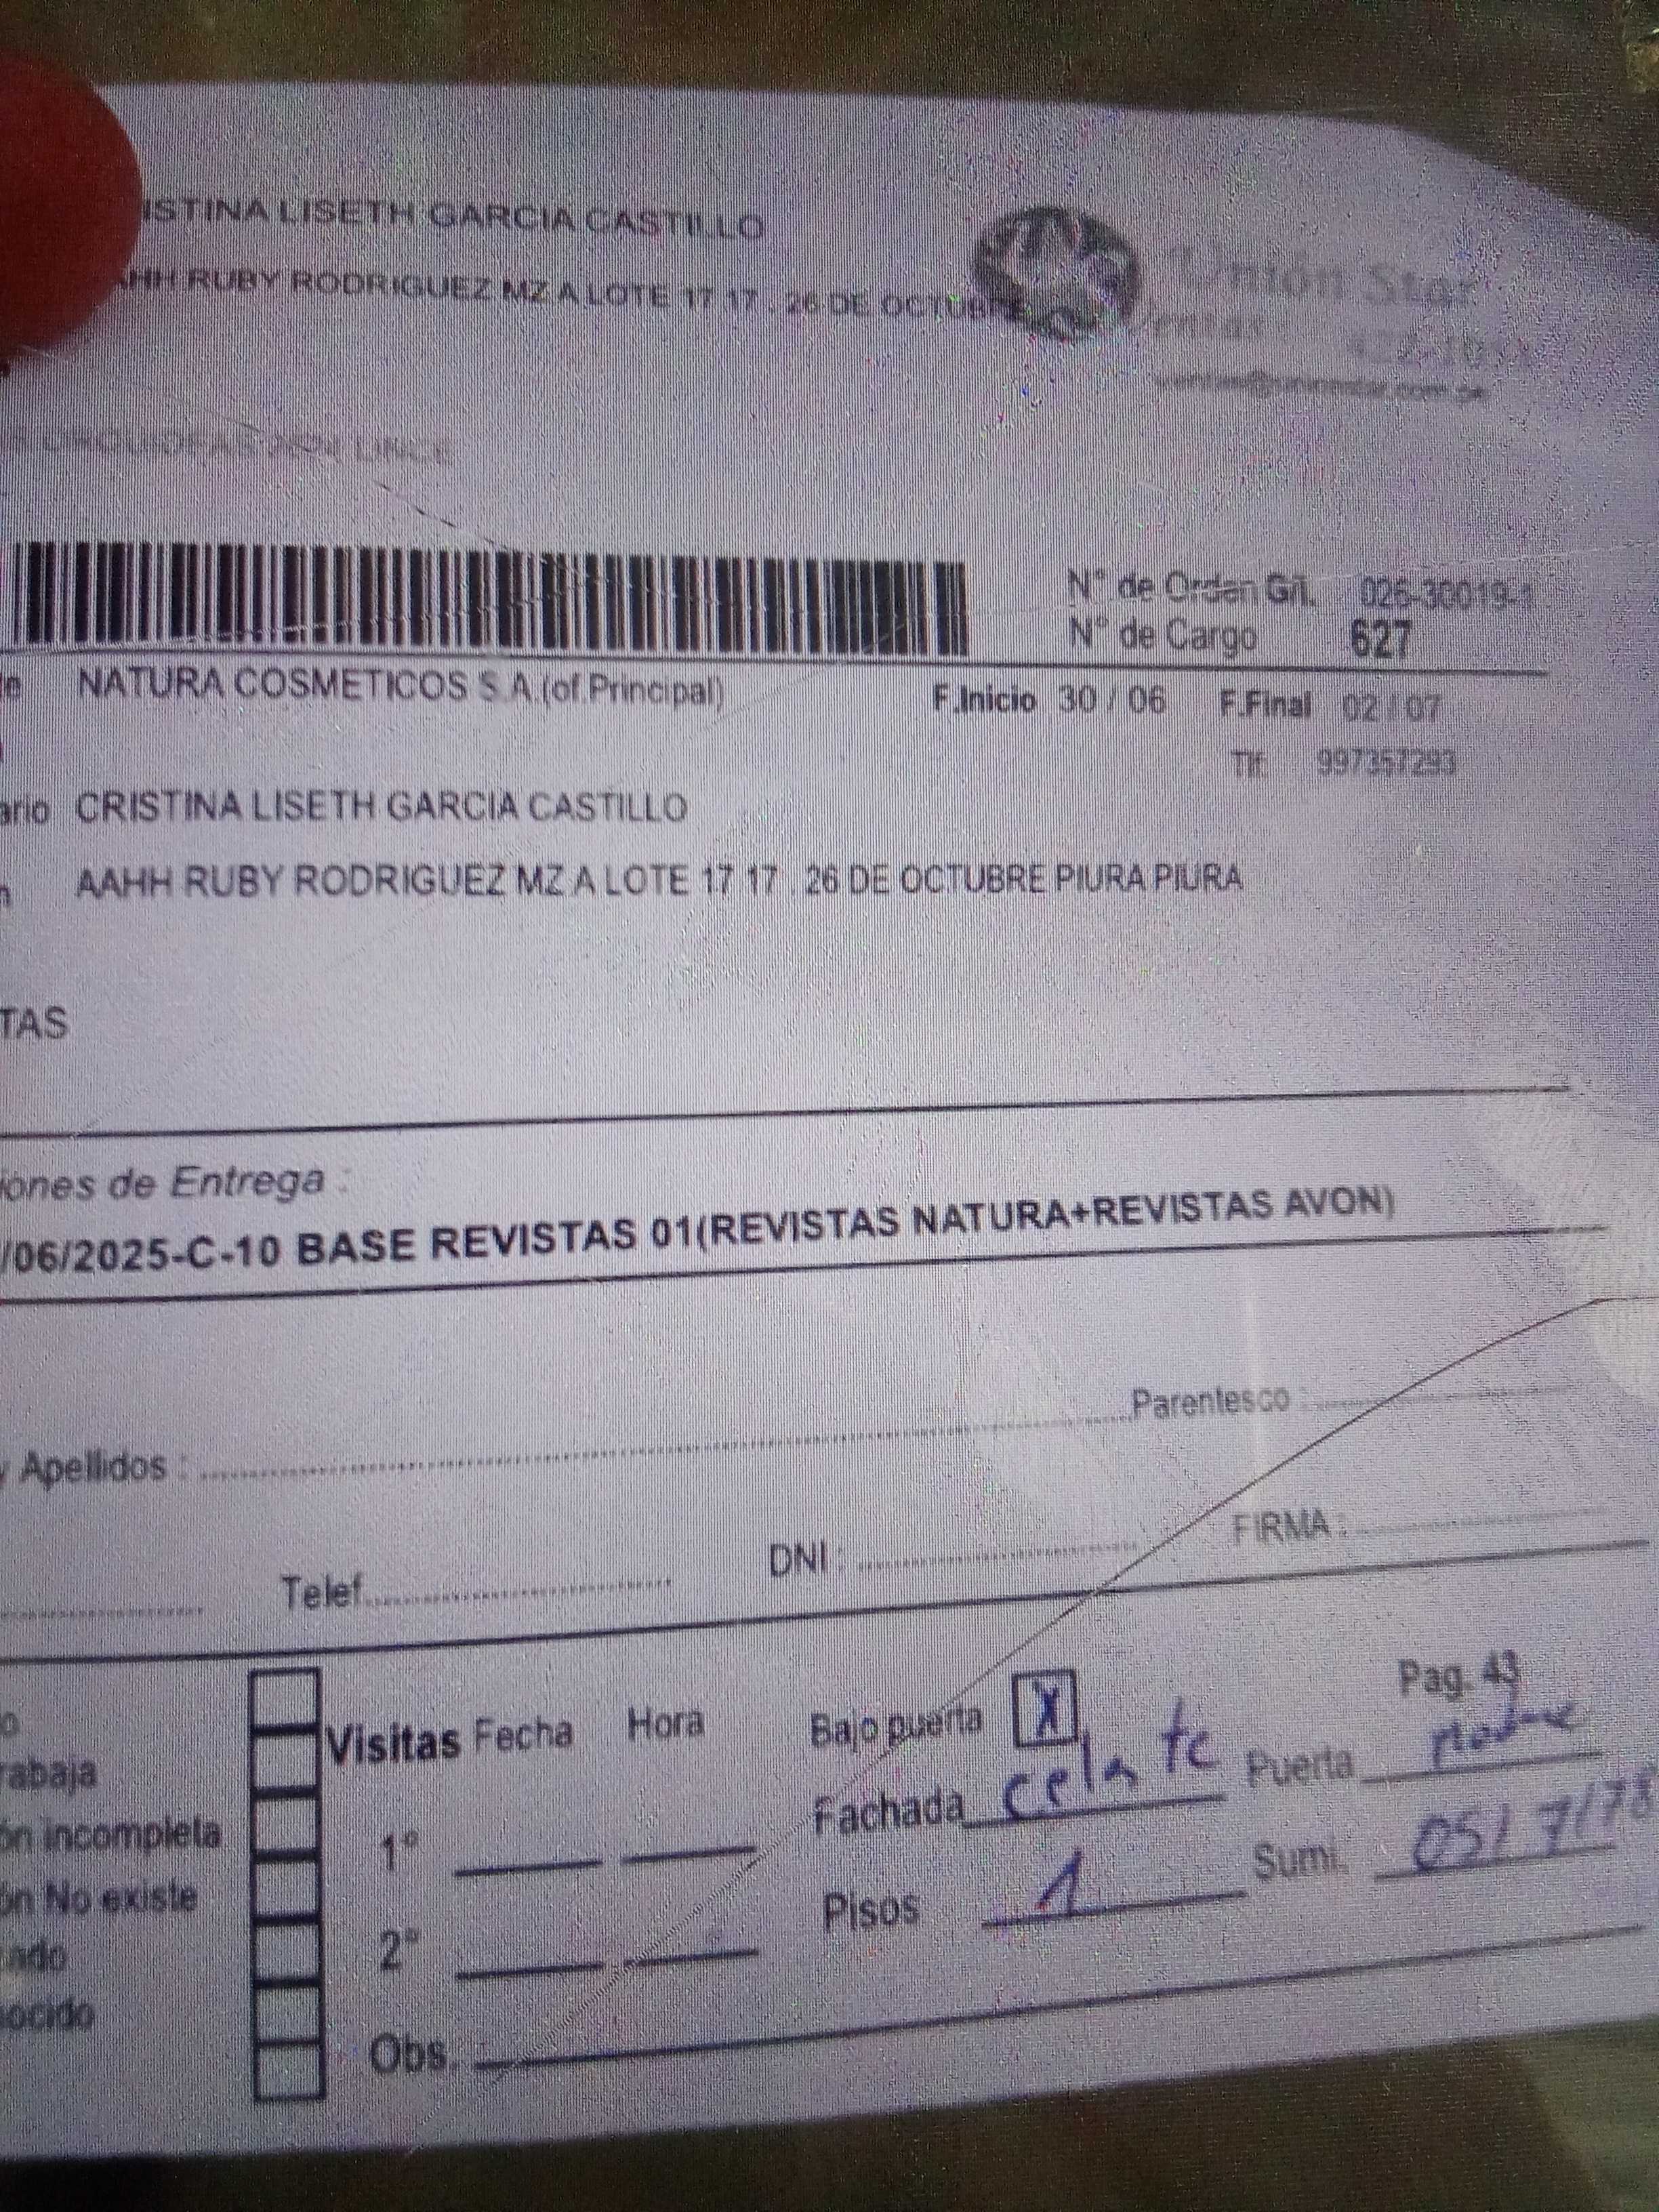 ISTINA LISETH GARCIA CASTILLO
AHH RUBY RODRIGUEZ MZ A LOTE 17 17 . 26 DE OCTUBRE
Unión Star
N° de Orden Gñ. 026-30019-1
N° de Cargo 627
NATURA COSMETICOS S.A.(of.Principal)
F.Inicio 30 / 06 F.Final 02 / 07
Tlf. 997357293
ario CRISTINA LISETH GARCIA CASTILLO
AAHH RUBY RODRIGUEZ MZ A LOTE 17 17 26 DE OCTUBRE PIURA PIURA
TAS
iones de Entrega :
/06/2025-C-10 BASE REVISTAS 01(REVISTAS NATURA+REVISTAS AVON)
y Apellidos : Parentesco :
Telef. DNI : FIRMA :
Pag. 43
o
rabaja
ón incompleta
ón No existe
ado
ocido
Visitas Fecha Hora
1°
2°
Obs.
Bajo puerta X
Fachada Puerta
Pisos 1 Sumi.